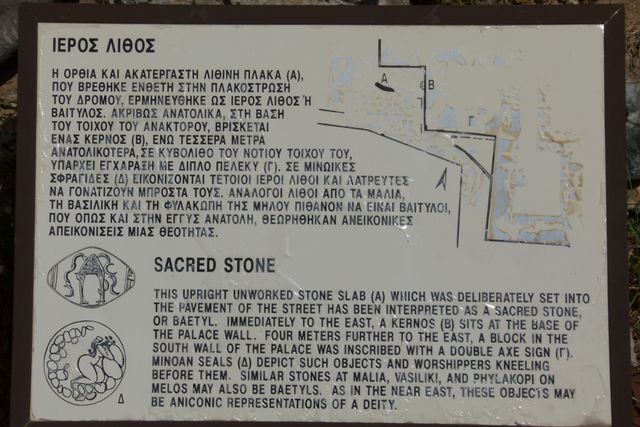 ΙΕΡΟΣ ΛΙΘΟΣ
Η ΟΡΘΙΑ ΚΑΙ ΑΚΑΤΕΡΓΑΣΤΗ ΛΙΘΙΝΗ ΠΛΑΚΑ (Α),
ΠΟΥ ΒΡΕΘΗΚΕ ΕΝΘΕΤΗ ΣΤΗΝ ΠΛΑΚΟΣΤΡΩΣΗ
ΤΟΥ ΔΡΟΜΟΥ, ΕΡΜΗΝΕΥΘΗΚΕ ΩΣ ΙΕΡΟΣ ΛΙΘΟΣ Ή
ΒΑΙΤΥΛΟΣ. ΑΚΡΙΒΩΣ ΑΝΑΤΟΛΙΚΑ, ΣΤΗ ΒΑΣΗ
ΤΟΥ ΤΟΙΧΟΥ ΤΟΥ ΑΝΑΚΤΟΡΟΥ, ΒΡΙΣΚΕΤΑΙ
ΕΝΑΣ ΚΕΡΝΟΣ (Β), ΕΝΩ ΤΕΣΣΕΡΑ ΜΕΤΡΑ
ΑΝΑΤΟΛΙΚΟΤΕΡΑ, ΣΕ ΚΥΒΟΛΙΘΟ ΤΟΥ ΝΟΤΙΟΥ ΤΟΙΧΟΥ ΤΟΥ,
ΥΠΑΡΧΕΙ ΕΓΧΑΡΑΞΗ ΜΕ ΔΙΠΛΟ ΠΕΛΕΚΥ (Γ). ΣΕ ΜΙΝΩΙΚΕΣ
ΣΦΡΑΓΙΔΕΣ (Δ) ΕΙΚΟΝΙΖΟΝΤΑΙ ΤΕΤΟΙΟΙ ΙΕΡΟΙ ΛΙΘΟΙ ΚΑΙ ΛΑΤΡΕΥΤΕΣ
ΝΑ ΓΟΝΑΤΙΖΟΥΝ ΜΠΡΟΣΤΑ ΤΟΥΣ. ΑΝΑΛΟΓΟΙ ΛΙΘΟΙ ΑΠΟ ΤΑ ΜΑΛΙΑ,
ΤΗ ΒΑΣΙΛΙΚΗ ΚΑΙ ΤΗ ΦΥΛΑΚΩΠΗ ΤΗΣ ΜΗΛΟΥ ΠΙΘΑΝΟΝ ΝΑ ΕΙΝΑΙ ΒΑΙΤΥΛΟΙ,
ΠΟΥ ΟΠΩΣ ΚΑΙ ΣΤΗΝ ΕΓΓΥΣ ΑΝΑΤΟΛΗ, ΘΕΩΡΗΘΗΚΑΝ ΑΝΕΙΚΟΝΙΚΕΣ
ΑΠΕΙΚΟΝΙΣΕΙΣ ΜΙΑΣ ΘΕΟΤΗΤΑΣ.
Α
Β
Γ
SACRED STONE
THIS UPRIGHT UNWORKED STONE SLAB (A) WHICH WAS DELIBERATELY SET INTO
THE PAVEMENT OF THE STREET HAS BEEN INTERPRETED AS A SACRED STONE,
OR BAETYL. IMMEDIATELY TO THE EAST, A KERNOS (B) SITS AT THE BASE OF
THE PALACE WALL. FOUR METERS FURTHER TO THE EAST, A BLOCK IN THE
SOUTH WALL OF THE PALACE WAS INSCRIBED WITH A DOUBLE AXE SIGN (Γ).
MINOAN SEALS (Δ) DEPICT SUCH OBJECTS AND WORSHIPPERS KNEELING
BEFORE THEM. SIMILAR STONES AT MALIA, VASILIKI, AND PHYLAKOPI ON
MELOS MAY ALSO BE BAETYLS. AS IN THE NEAR EAST, THESE OBJECTS MAY
BE ANICONIC REPRESENTATIONS OF A DEITY.
Δ